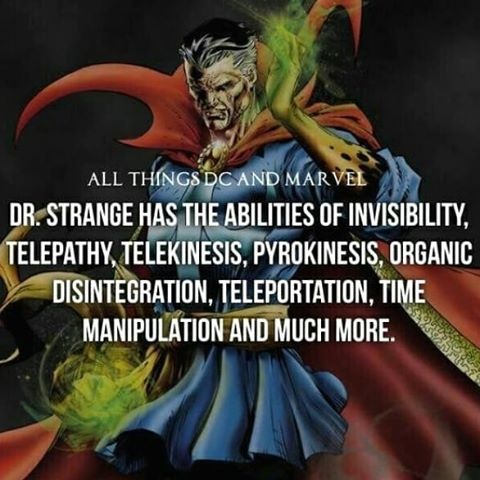 ALL THINGS DC AND MARVEL
DR. STRANGE HAS THE ABILITIES OF INVISIBILITY,
TELEPATHY, TELEKINESIS, PYROKINESIS, ORGANIC
DISINTEGRATION, TELEPORTATION, TIME
MANIPULATION AND MUCH MORE.